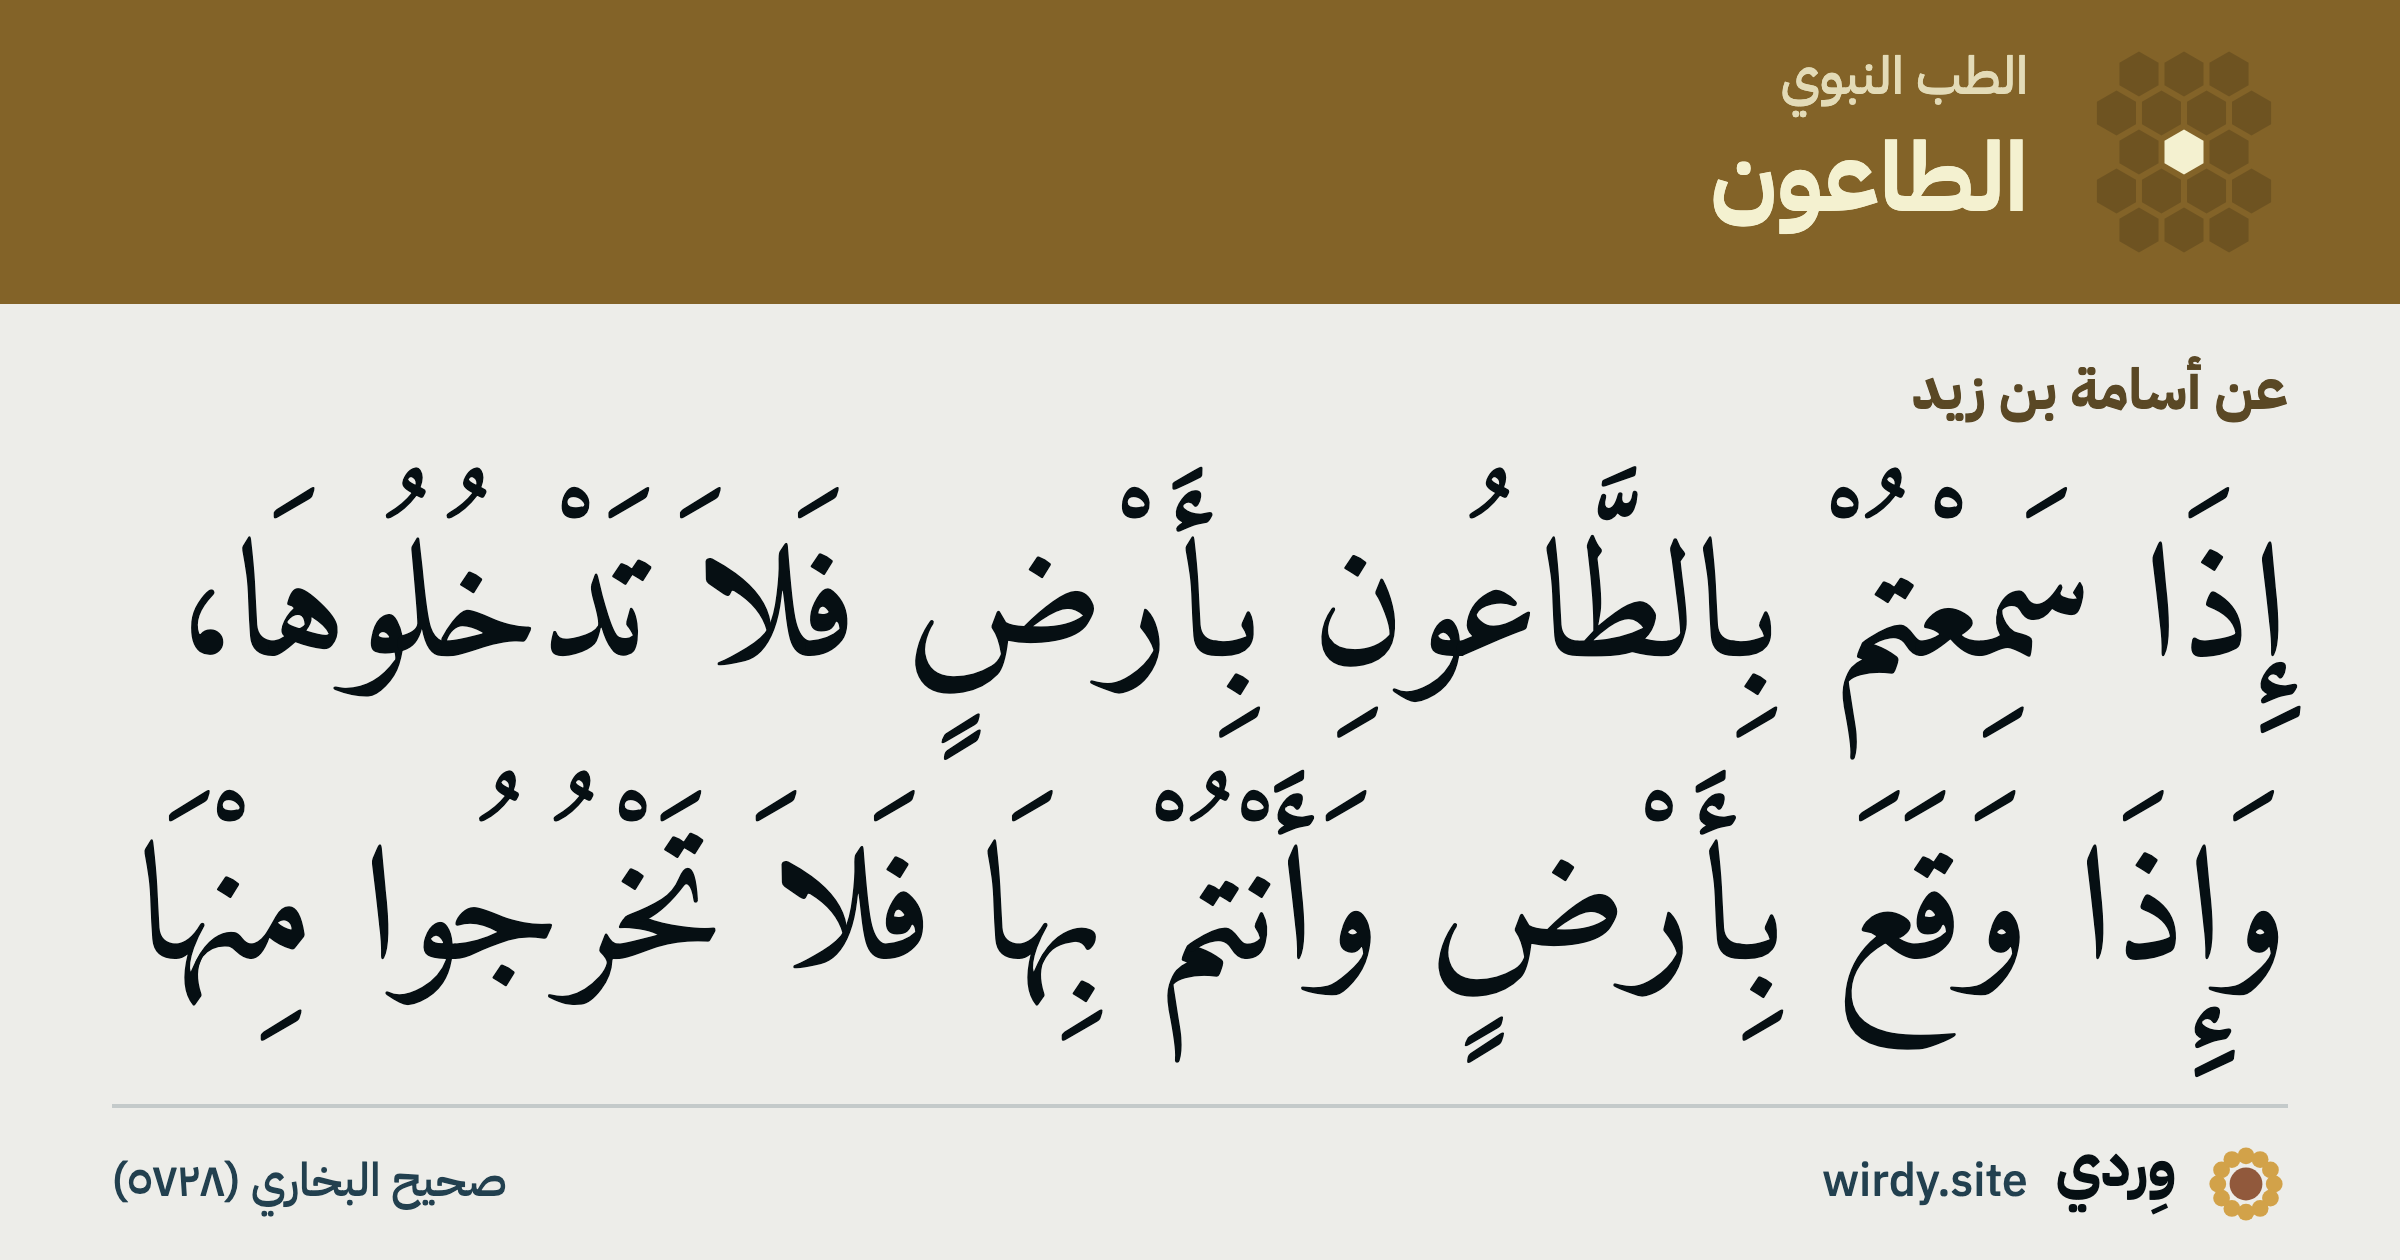 الطب النبوي
الطاعون
عن أسامة بن زيد
إِذَا سَمِعْتُمْ بِالطَّاعُونِ بِأَرْضٍ فَلَا تَدْخُلُوهَا،
وَإِذَا وَقَعَ بِأَرْضٍ وَأَنْتُمْ بِهَا فَلَا تَخْرُجُوا مِنْهَا
وِردي wirdy.site
صحيح البخاري (٥٧٢٨)